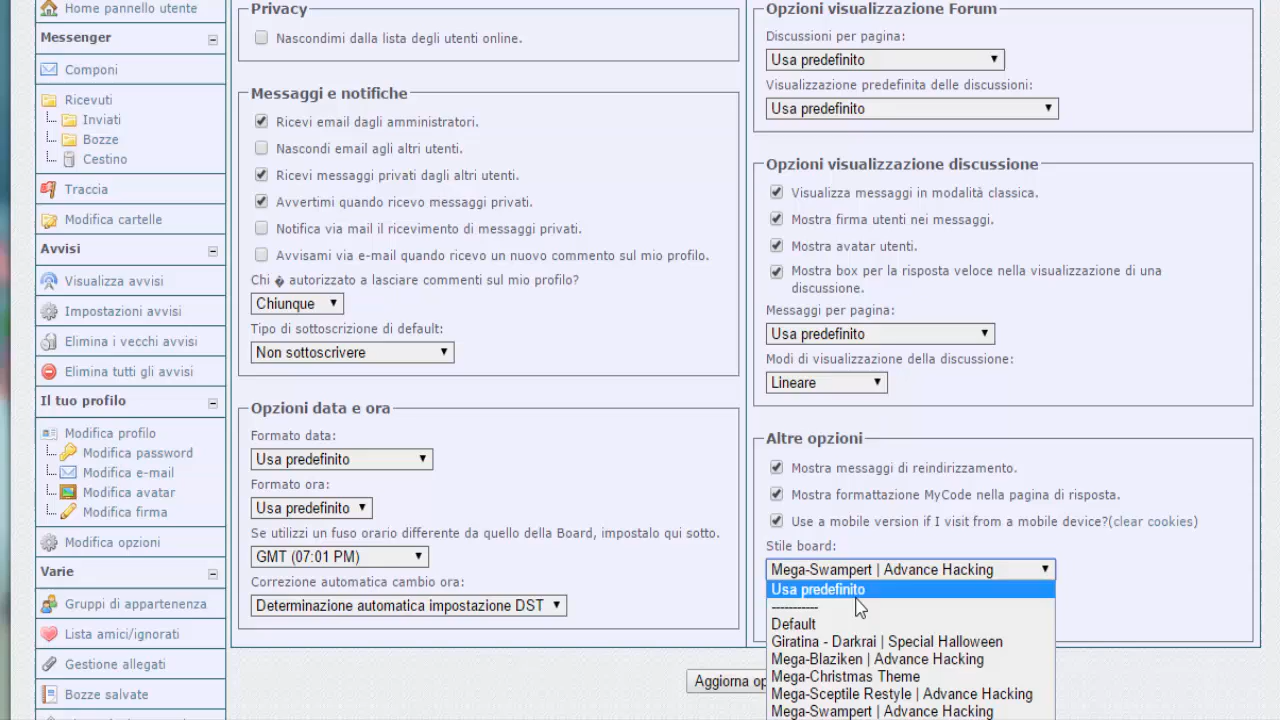 Home pannello utente
Messenger
Componi
Ricevuti
Inviati
Bozze
Cestino
Traccia
Modifica cartelle
Avvisi
Visualizza avvisi
Impostazioni avvisi
Elimina i vecchi avvisi
Elimina tutti gli avvisi
Il tuo profilo
Modifica profilo
Modifica password
Modifica e-mail
Modifica avatar
Modifica firma
Modifica opzioni
Varie
Gruppi di appartenenza
Lista amici/ignorati
Gestione allegati
Bozze salvate
Privacy
Nascondimi dalla lista degli utenti online.
Messaggi e notifiche
Ricevi email dagli amministratori.
Nascondi email agli altri utenti.
Ricevi messaggi privati dagli altri utenti.
Avvertimi quando ricevo messaggi privati.
Notifica via mail il ricevimento di messaggi privati.
Avvisami via e-mail quando ricevo un nuovo commento sul mio profilo.
Chi � autorizzato a lasciare commenti sul mio profilo?
Chiunque
Tipo di sottoscrizione di default:
Non sottoscrivere
Opzioni data e ora
Formato data:
Usa predefinito
Formato ora:
Usa predefinito
Se utilizzi un fuso orario differente da quello della Board, impostalo qui sotto.
GMT (07:01 PM)
Correzione automatica cambio ora:
Determinazione automatica impostazione DST
Opzioni visualizzazione Forum
Discussioni per pagina:
Usa predefinito
Visualizzazione predefinita delle discussioni:
Usa predefinito
Opzioni visualizzazione discussione
Visualizza messaggi in modalità classica.
Mostra firma utenti nei messaggi.
Mostra avatar utenti.
Mostra box per la risposta veloce nella visualizzazione di una
discussione.
Messaggi per pagina:
Usa predefinito
Modi di visualizzazione della discussione:
Lineare
Altre opzioni
Mostra messaggi di reindirizzamento.
Mostra formattazione MyCode nella pagina di risposta.
Use a mobile version if I visit from a mobile device?(clear cookies)
Stile board:
Mega-Swampert | Advance Hacking
Usa predefinito
-----------
Default
Giratina - Darkrai | Special Halloween
Mega-Blaziken | Advance Hacking
Mega-Christmas Theme
Mega-Sceptile Restyle | Advance Hacking
Mega-Swampert | Advance Hacking
Aggiorna op